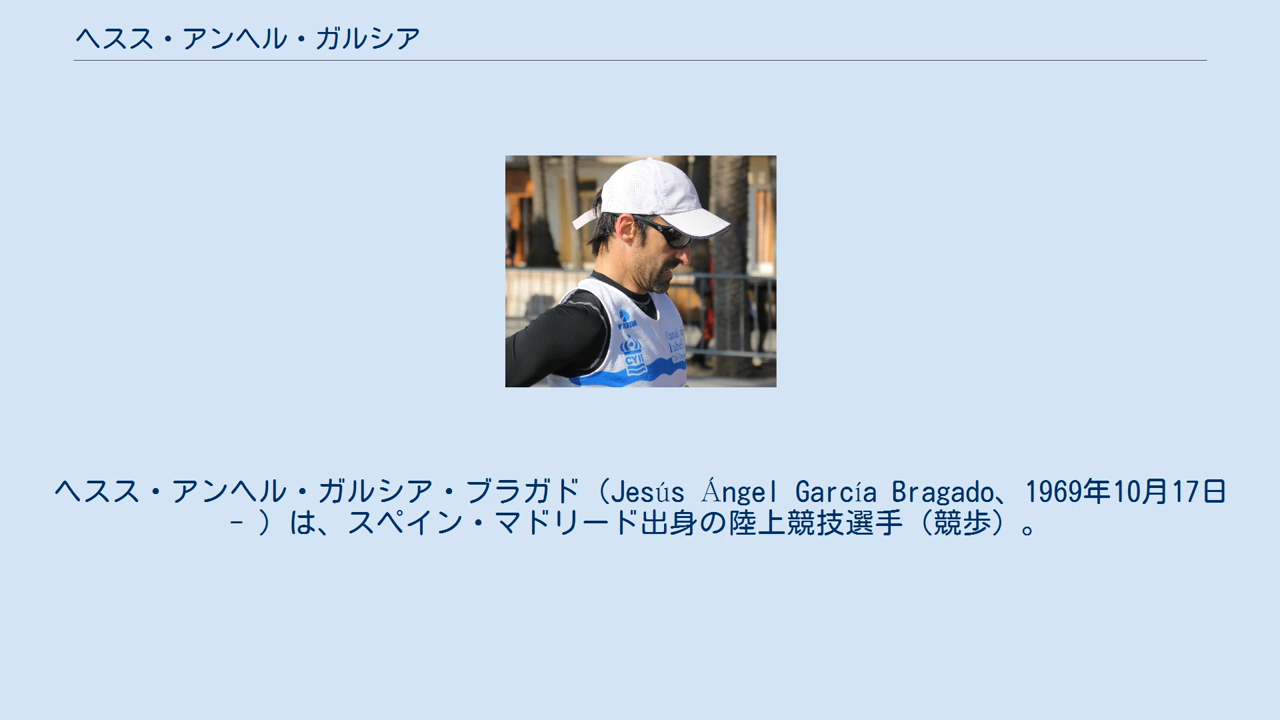 ヘスス・アンヘル・ガルシア
CYII
ヘスス・アンヘル・ガルシア・ブラガド（Jesús Ángel García Bragado、1969年10月17日
- ）は、スペイン・マドリード出身の陸上競技選手（競歩）。